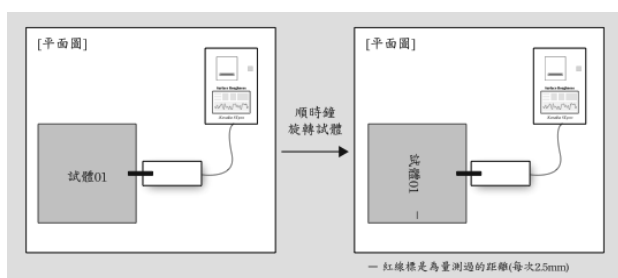 [平面圖]
試體01
順時鐘
旋轉試體
[平面圖]
試體01
一 紅線標是為量測過的距離(每次2.5mm)